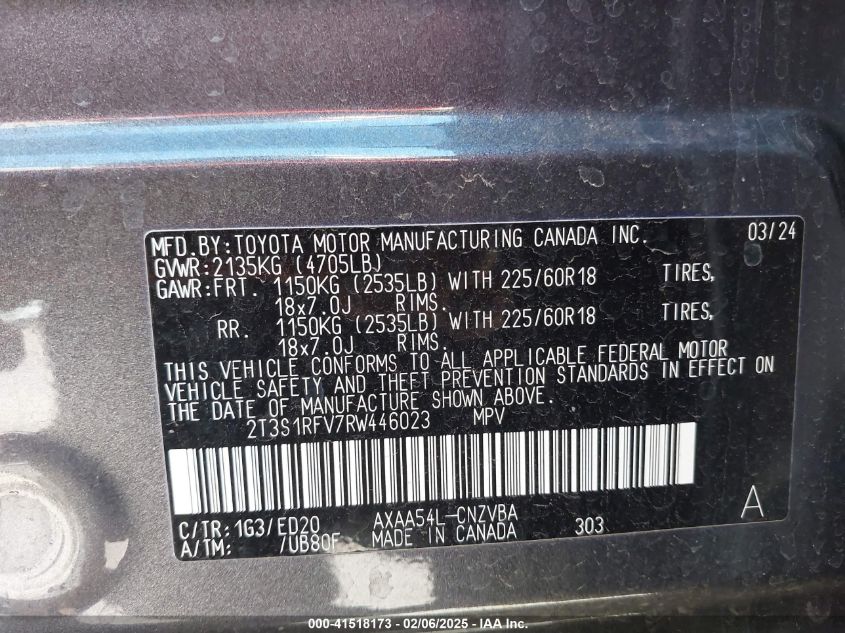 MFD.BY:TOYOTA MOTOR MANUFACTURING CANADA INC. 03/24
GVWR:2135KG (4705LB)
GAWR:FRT. 1150KG (2535LB) WITH 225/60R18 TIRES,
18x7.0J RIMS.
RR. 1150KG (2535LB) WITH 225/60R18 TIRES,
18x7.0J RIMS.
THIS VEHICLE CONFORMS TO ALL APPLICABLE FEDERAL MOTOR
VEHICLE SAFETY AND THEFT PREVENTION STANDARDS IN EFFECT ON
THE DATE OF MANUFACTURE SHOWN ABOVE.
2T3S1RFV7RW446023 MPV
A
C/TR: 1G3/ED20 AXAA54L-CNZVBA
A/TM: /UB80F MADE IN CANADA 303
000-41518173 - 02/06/2025 - IAA Inc.